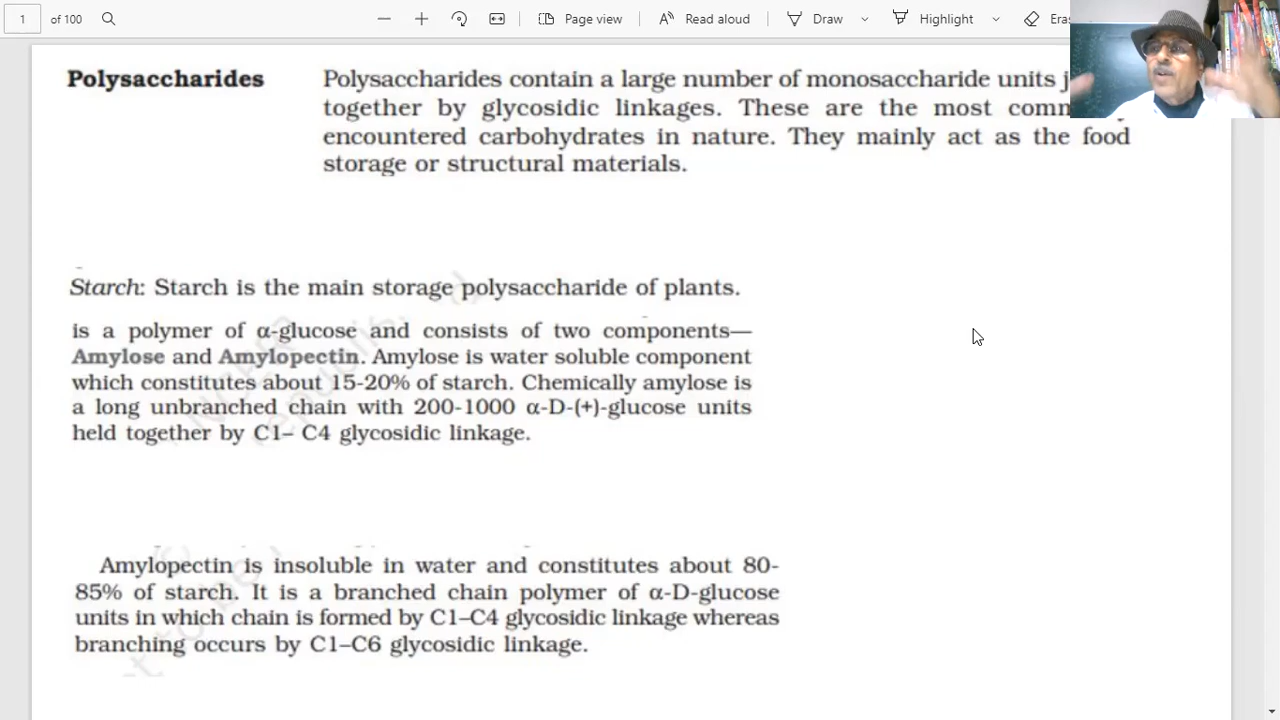 1 of 100 Page view Read aloud Draw Highlight
Polysaccharides
Polysaccharides contain a large number of monosaccharide units
together by glycosidic linkages. These are the most
encountered carbohydrates in nature. They mainly act as the food
storage or structural materials.
Starch: Starch is the main storage polysaccharide of plants.
is a polymer of α-glucose and consists of two components—
Amylose and Amylopectin. Amylose is water soluble component
which constitutes about 15-20% of starch. Chemically amylose is
a long unbranched chain with 200-1000 α-D-(+)-glucose units
held together by C1– C4 glycosidic linkage.
Amylopectin is insoluble in water and constitutes about 80-
85% of starch. It is a branched chain polymer of α-D-glucose
units in which chain is formed by C1–C4 glycosidic linkage whereas
branching occurs by C1–C6 glycosidic linkage.